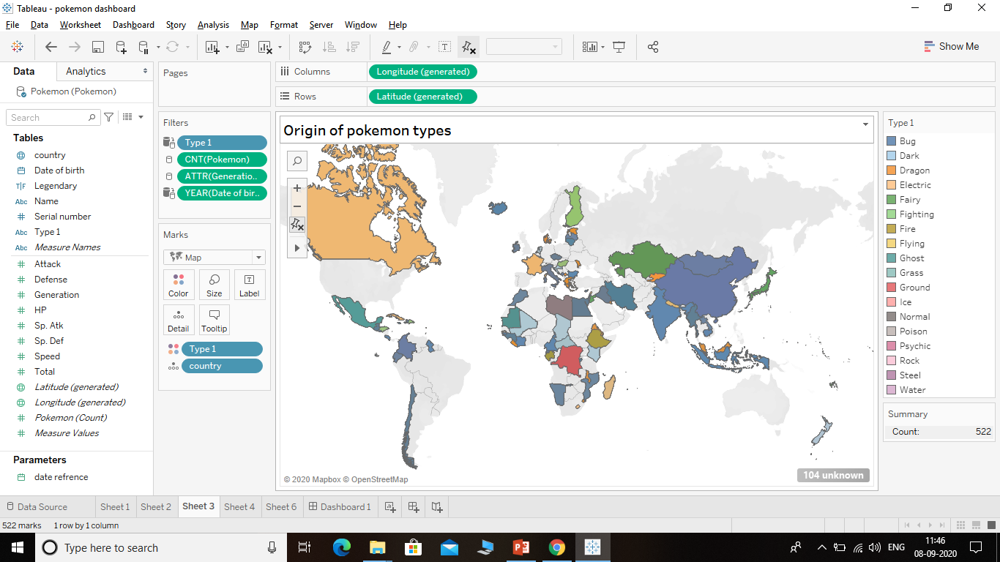 Tableau - pokemon dashboard
File Data Worksheet Dashboard Story Analysis Map Format Server Window Help
Show Me
Data Analytics
Pokemon (Pokemon)
Search
Tables
country
Date of birth
T|F Legendary
Abc Name
Abc Serial number
Abc Type 1
Abc Measure Names
# Attack
# Defense
# Generation
# HP
# Sp. Atk
# Sp. Def
# Speed
# Total
Latitude (generated)
Longitude (generated)
# Pokemon (Count)
# Measure Values
Parameters
date refrence
Pages
Filters
Type 1
CNT(Pokemon)
ATTR(Generatio..
YEAR(Date of bir..
Marks
Map
Color Size Label
Detail Tooltip
Type 1
country
Columns Longitude (generated)
Rows Latitude (generated)
Origin of pokemon types
© 2020 Mapbox © OpenStreetMap
104 unknown
Type 1
Bug
Dark
Dragon
Electric
Fairy
Fighting
Fire
Flying
Ghost
Grass
Ground
Ice
Normal
Poison
Psychic
Rock
Steel
Water
Summary
Count: 522
Data Source Sheet 1 Sheet 2 Sheet 3 Sheet 4 Sheet 6 Dashboard 1
522 marks 1 row by 1 column
Type here to search
ENG
11:46
08-09-2020